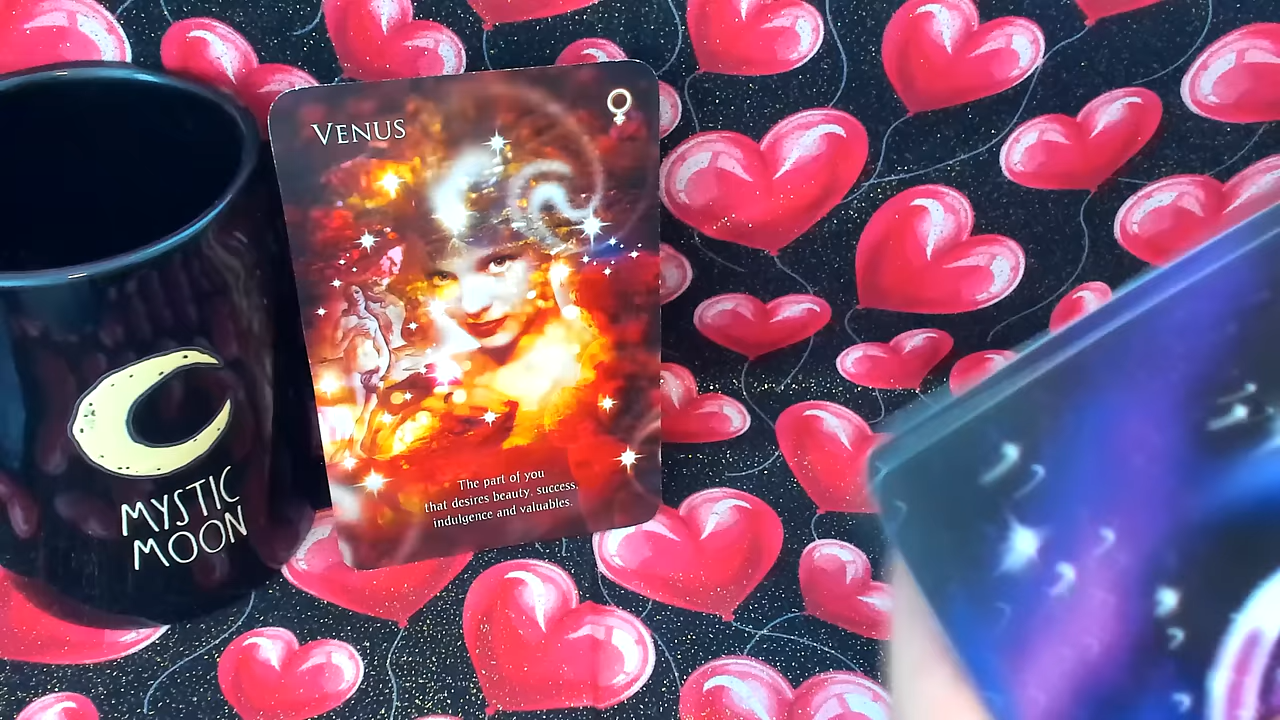 VENUS
The part of you
that desires beauty, success,
indulgence and valuables.
MYSTIC
MOON